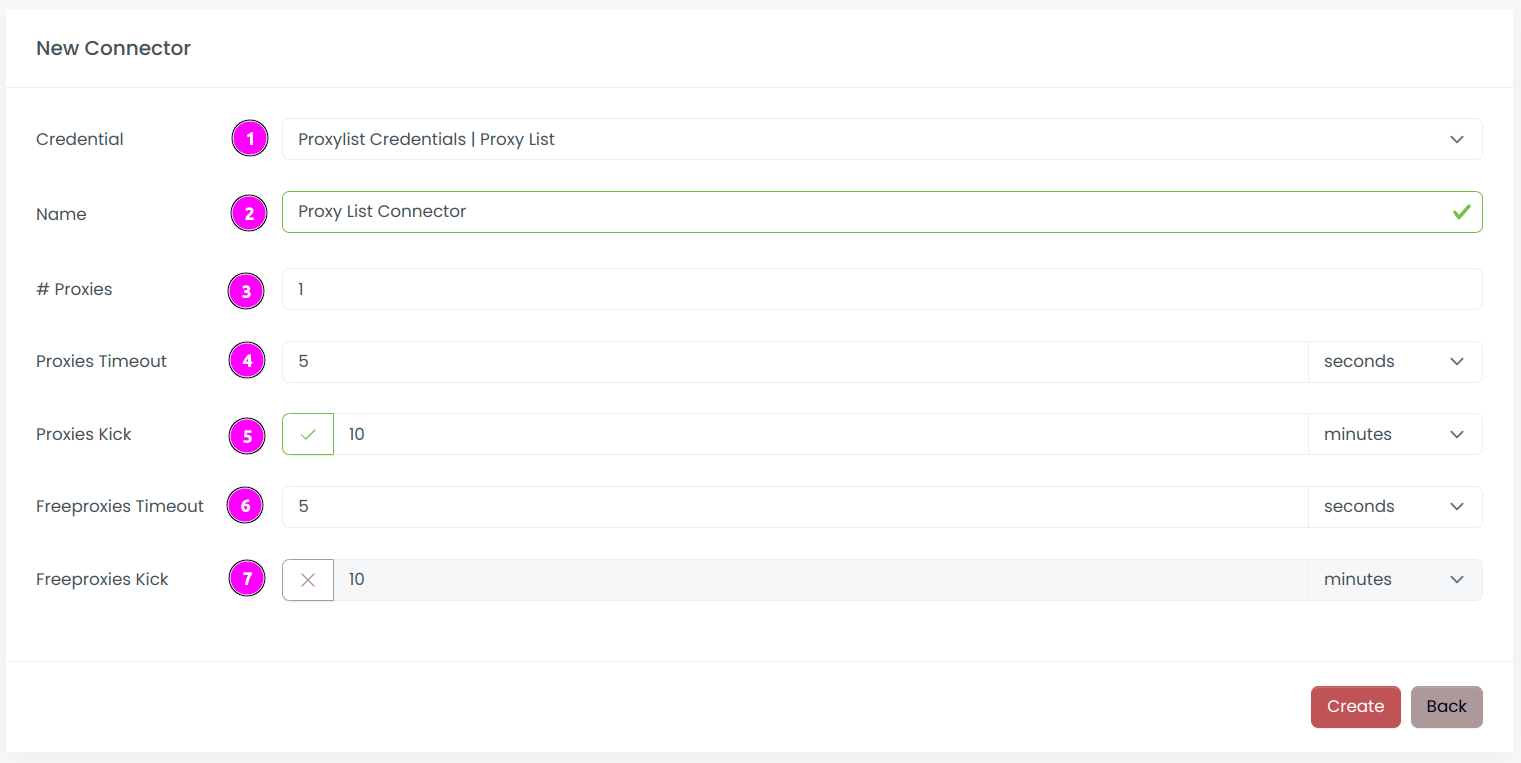 New Connector
Credential 1 Proxylist Credentials | Proxy List
Name 2 Proxy List Connector
# Proxies 3 1
Proxies Timeout 4 5 seconds
Proxies Kick 5 10 minutes
Freeproxies Timeout 6 5 seconds
Freeproxies Kick 7 10 minutes
Create Back